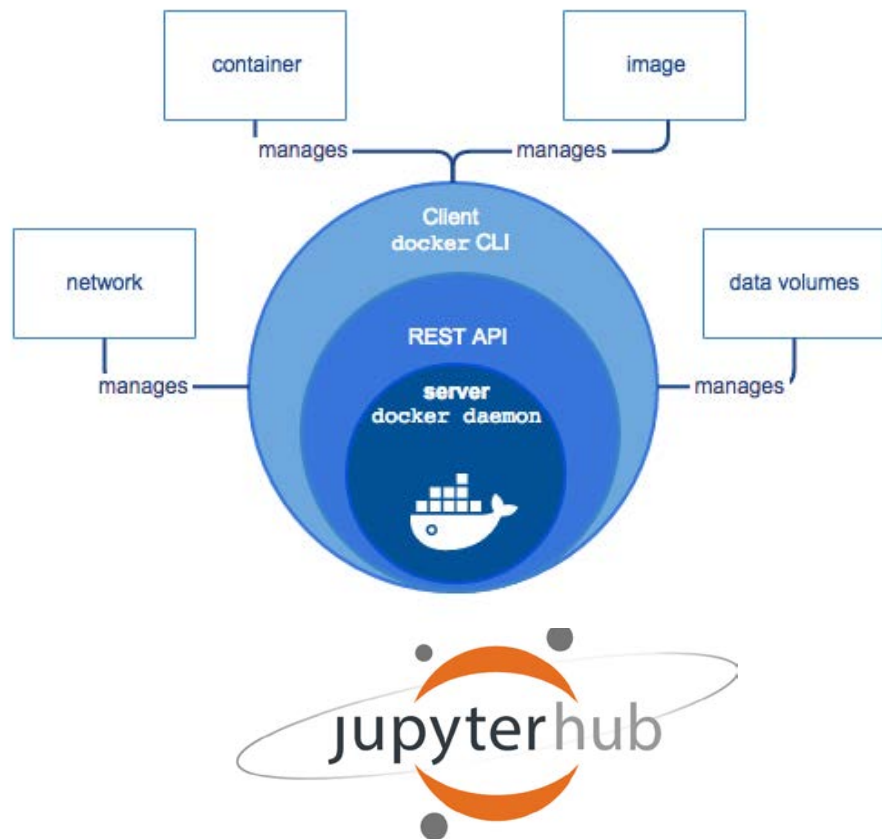 container
image
manages
manages
Client
docker CLI
network
data volumes
REST API
manages
manages
server
docker daemon
jupyterhub